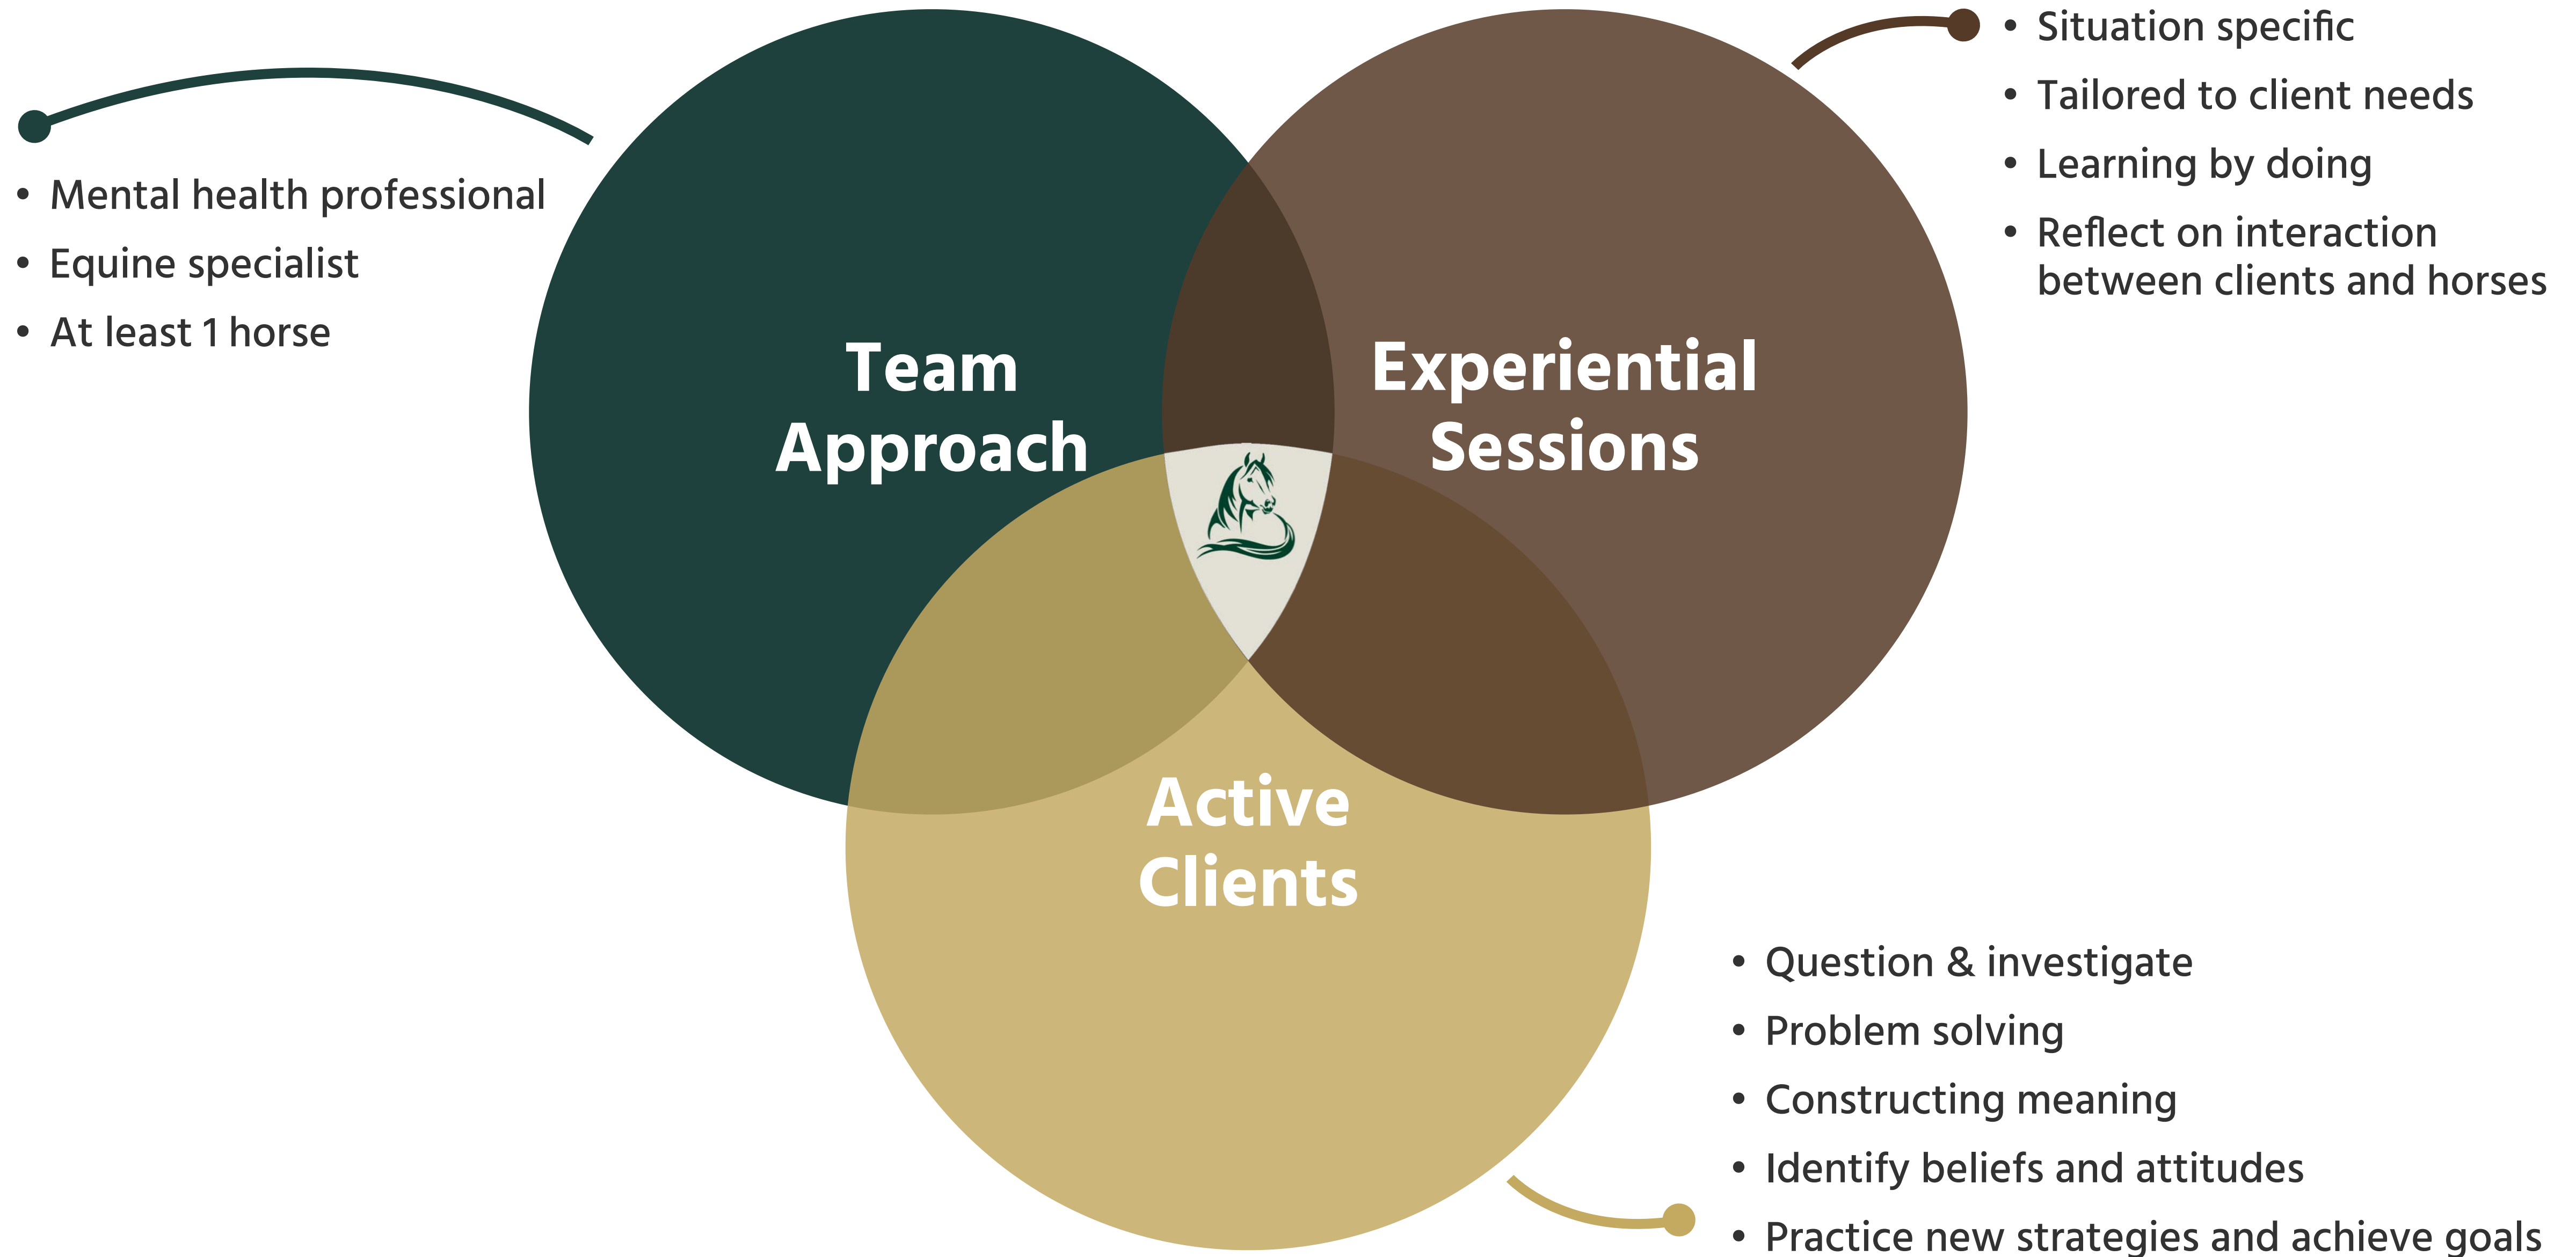 • Mental health professional
• Equine specialist
• At least 1 horse
Team
Approach
Experiential
Sessions
• Situation specific
• Tailored to client needs
• Learning by doing
• Reflect on interaction
between clients and horses
Active
Clients
• Question & investigate
• Problem solving
• Constructing meaning
• Identify beliefs and attitudes
• Practice new strategies and achieve goals